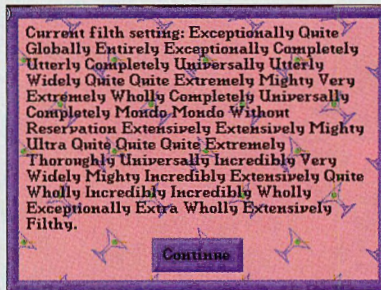 Current filth setting: Exceptionally Quite
Globally Entirely Exceptionally Completely
Utterly Completely Universally Utterly
Widely Quite Quite Extremely Mighty Very
Extremely Wholly Completely Universally
Completely Mondo Mondo Without
Reservation Extensively Extensively Mighty
Ultra Quite Quite Quite Extremely
Thoroughly Universally Incredibly Very
Widely Mighty Incredibly Extensively Quite
Wholly Incredibly Incredibly Wholly
Exceptionally Extra Wholly Extensively
Filthy.
Continue